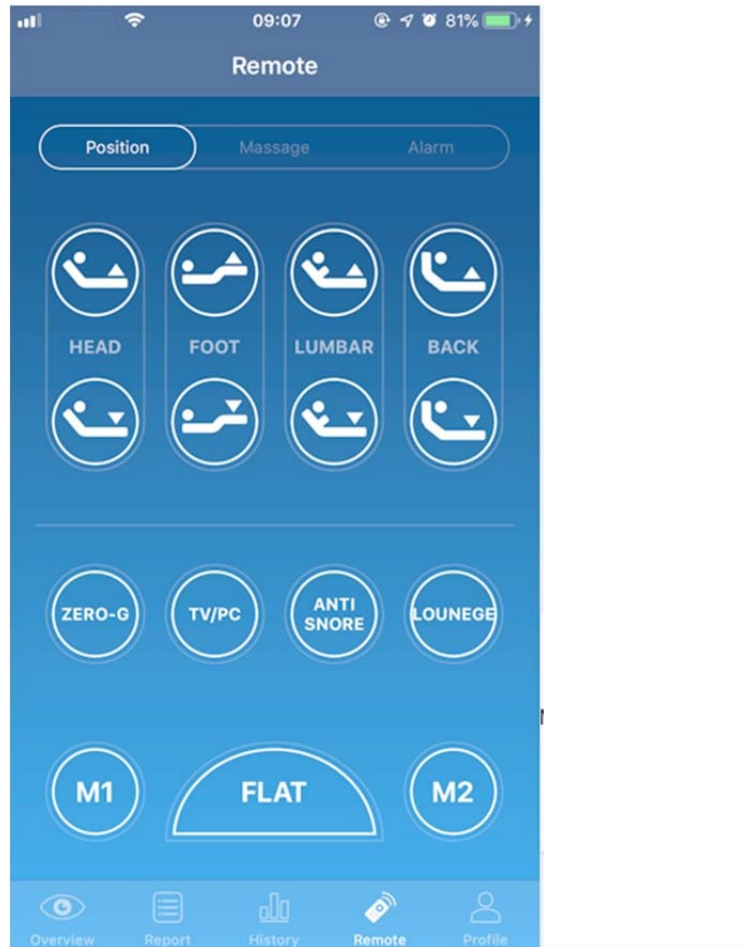 09:07 81%
Remote
Position Massage Alarm
HEAD FOOT LUMBAR BACK
ZERO-G TV/PC ANTI SNORE LOUNEGE
M1 FLAT M2
Overview Report History Remote Profile